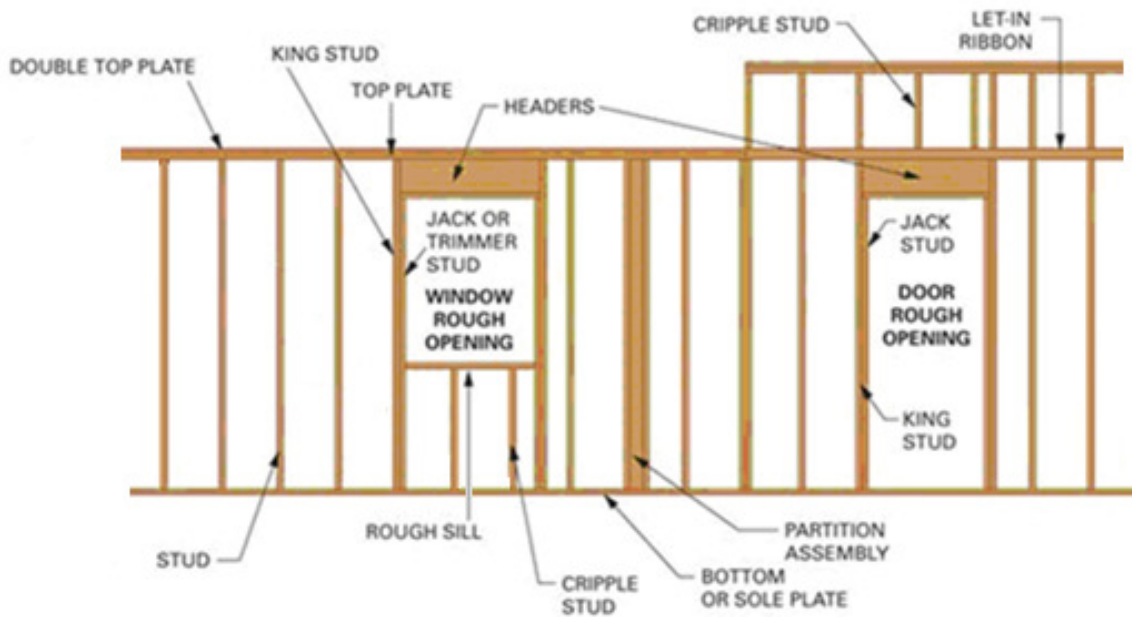 CRIPPLE STUD
LET-IN
RIBBON
DOUBLE TOP PLATE
KING STUD
TOP PLATE
HEADERS
JACK OR
TRIMMER
STUD
WINDOW
ROUGH
OPENING
JACK
STUD
DOOR
ROUGH
OPENING
KING
STUD
ROUGH SILL
STUD
CRIPPLE
STUD
PARTITION
ASSEMBLY
BOTTOM
OR SOLE PLATE